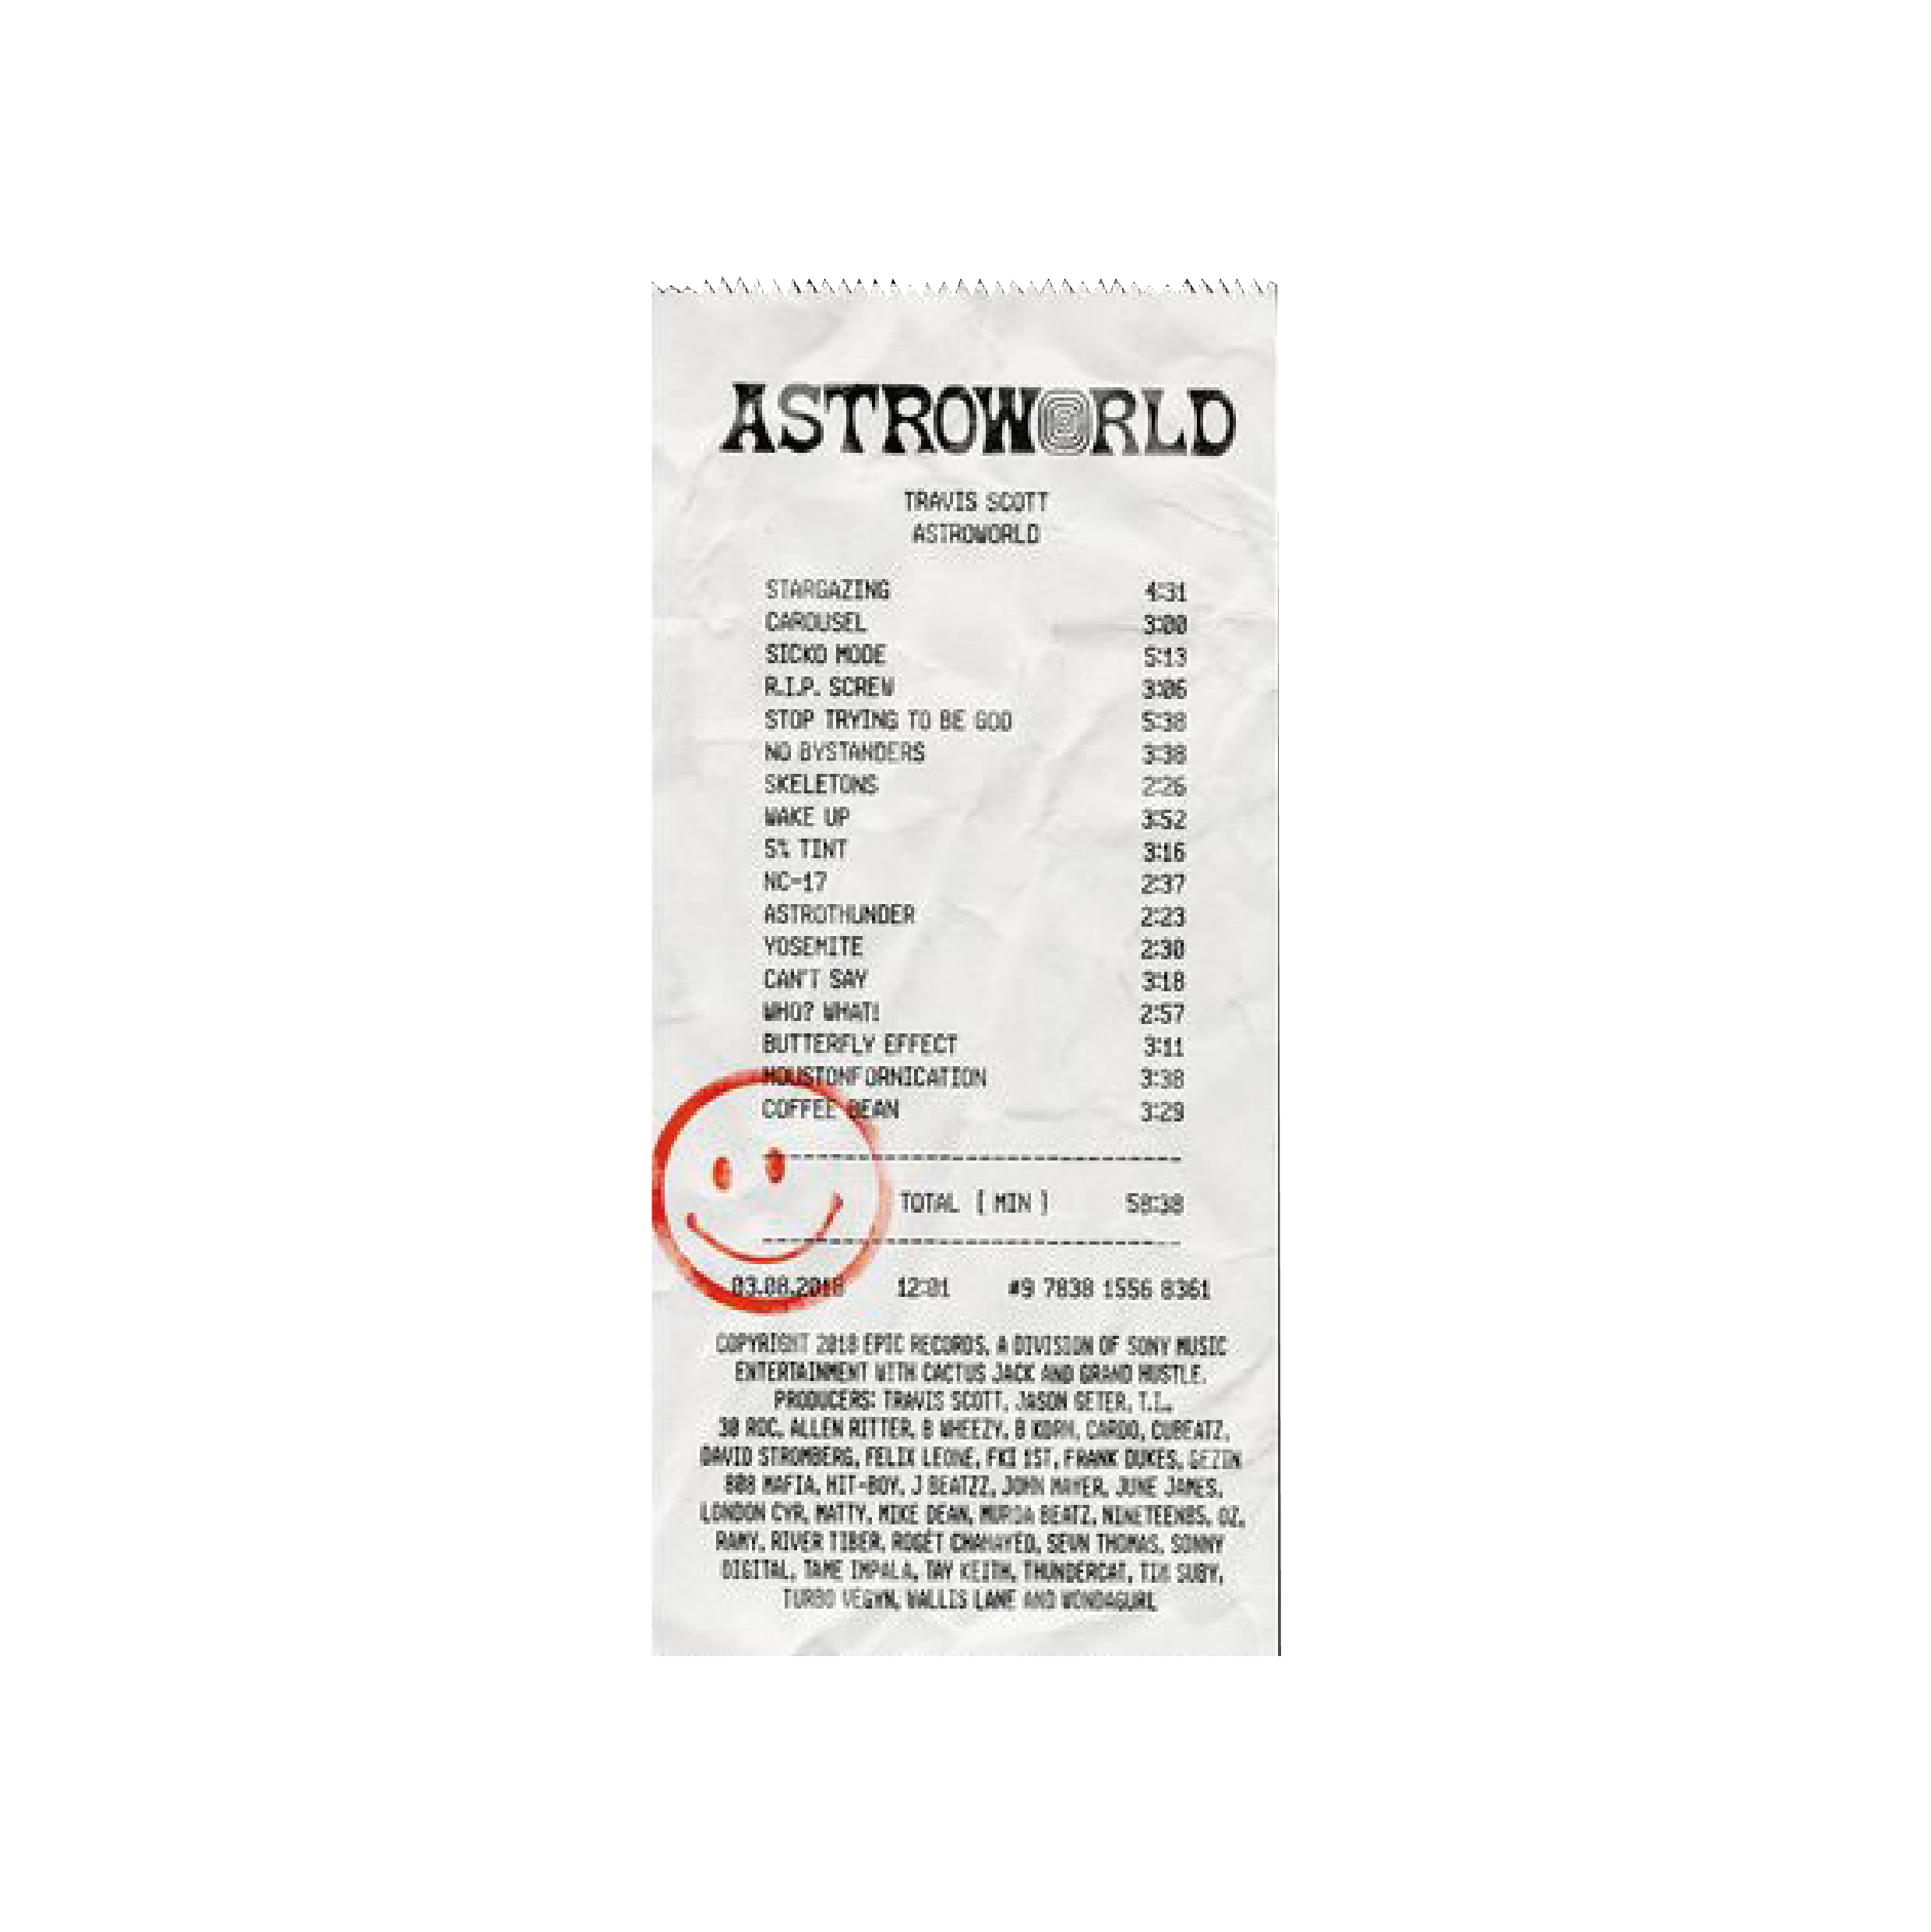 ASTROWORLD
TRAVIS SCOTT
ASTROWORLD
STARGAZING 4:31
CAROUSEL 3:00
SICKO MODE 5:13
R.I.P. SCREW 3:06
STOP TRYING TO BE GOD 5:38
NO BYSTANDERS 3:38
SKELETONS 2:26
WAKE UP 3:52
5% TINT 3:16
NC-17 2:37
ASTROTHUNDER 2:23
YOSEMITE 2:30
CAN'T SAY 3:18
WHO? WHAT! 2:57
BUTTERFLY EFFECT 3:11
HOUSTONFORNICATION 3:38
COFFEE BEAN 3:29
TOTAL [ MIN ] 58:38
03.08.2018 12:01 #9 7838 1556 8361
COPYRIGHT 2018 EPIC RECORDS, A DIVISION OF SONY MUSIC
ENTERTAINMENT WITH CACTUS JACK AND GRAND HUSTLE.
PRODUCERS: TRAVIS SCOTT, JASON GETER, T.I.,
30 ROC, ALLEN RITTER, B WHEEZY, B KORN, CARDO, CUBEATZ,
DAVID STROMBERG, FELIX LEONE, FKI 1ST, FRANK DUKES, GEZIN
808 MAFIA, HIT-BOY, J BEATZZ, JOHN MAYER, JUNE JAMES,
LONDON CYR, MATTY, MIKE DEAN, MURDA BEATZ, NINETEEN85, OZ,
RAMY, RIVER TIBER, ROGÉT CHAHAYED, SEVN THOMAS, SONNY
DIGITAL, TAME IMPALA, TAY KEITH, THUNDERCAT, TIM SUBY,
TURBO VEGYN, WALLIS LANE AND WONDAGURL